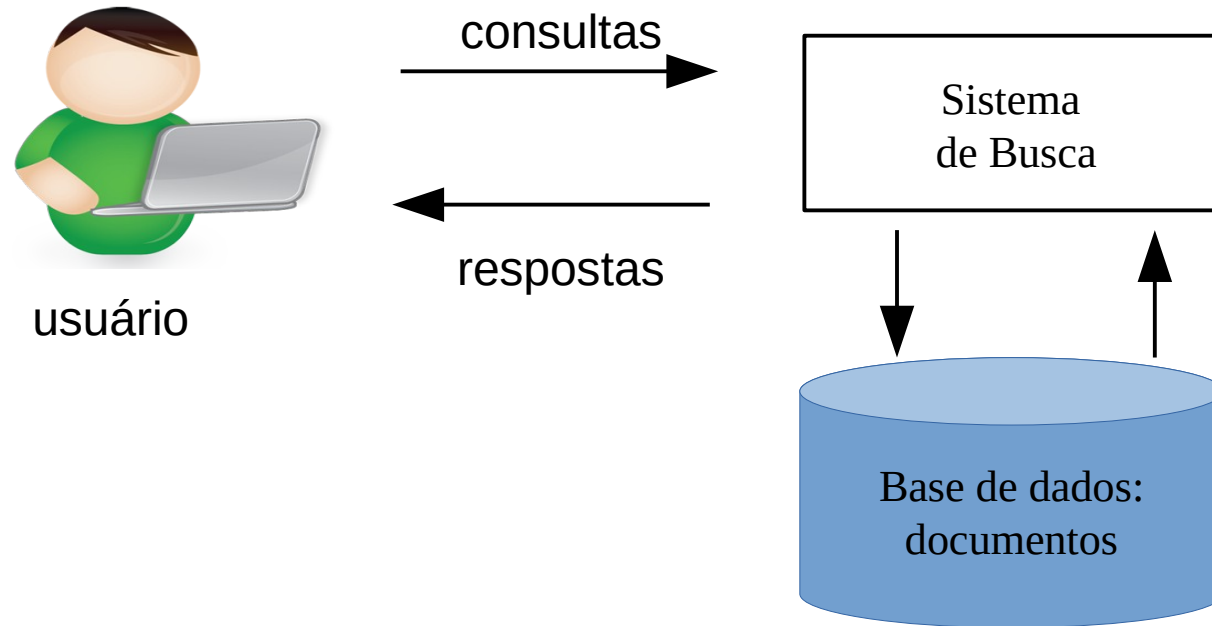 consultas
Sistema
de Busca
respostas
usuário
Base de dados:
documentos